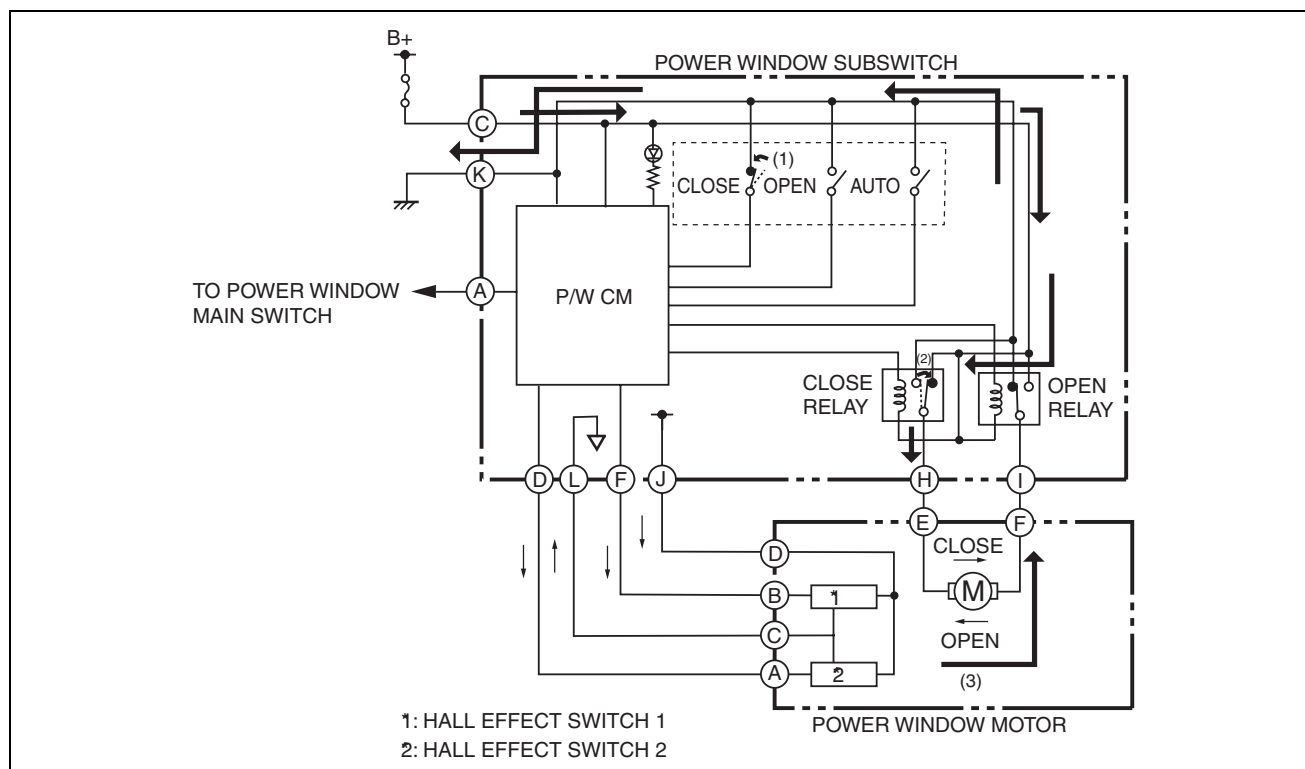 B+
POWER WINDOW SUBSWITCH
C
(1)
K
CLOSE OPEN AUTO
TO POWER WINDOW
MAIN SWITCH
A
P/W CM
(2)
CLOSE
RELAY
OPEN
RELAY
D L F J H I
E F
CLOSE
D
B
*1
M
C
OPEN
A
*2
(3)
*1: HALL EFFECT SWITCH 1
*2: HALL EFFECT SWITCH 2
POWER WINDOW MOTOR